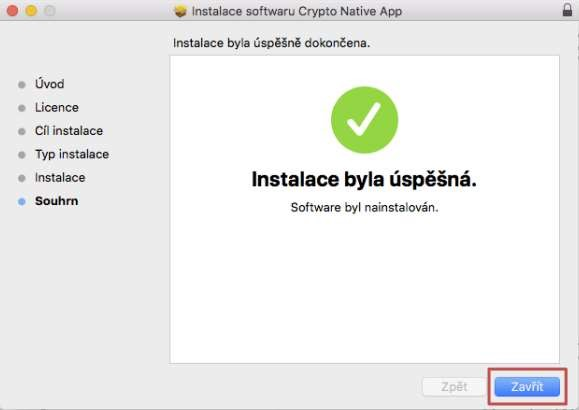 Instalace softwaru Crypto Native App
Instalace byla úspěšně dokončena.
Úvod
Licence
Cíl instalace
Typ instalace
Instalace
Souhrn
Instalace byla úspěšná.
Software byl nainstalován.
Zpět
Zavřít